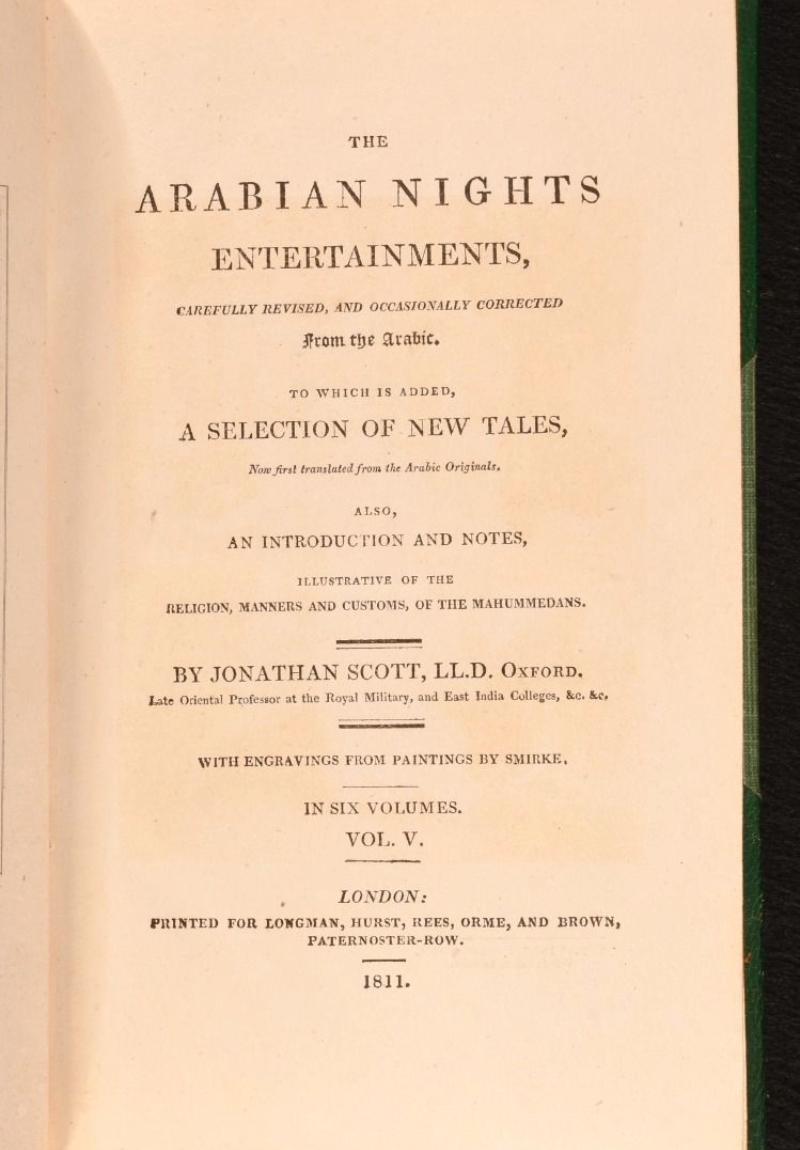 THE
ARABIAN NIGHTS
ENTERTAINMENTS,
CAREFULLY REVISED, AND OCCASIONALLY CORRECTED
From the Arabic.
TO WHICH IS ADDED,
A SELECTION OF NEW TALES,
Now first translated from the Arabic Originals.
ALSO,
AN INTRODUCTION AND NOTES,
ILLUSTRATIVE OF THE
RELIGION, MANNERS AND CUSTOMS, OF THE MAHUMMEDANS.
BY JONATHAN SCOTT, LL.D. OXFORD.
Late Oriental Professor at the Royal Military, and East India Colleges, &c. &c.
WITH ENGRAVINGS FROM PAINTINGS BY SMIRKE.
IN SIX VOLUMES.
VOL. V.
LONDON:
PRINTED FOR LONGMAN, HURST, REES, ORME, AND BROWN,
PATERNOSTER-ROW.
1811.